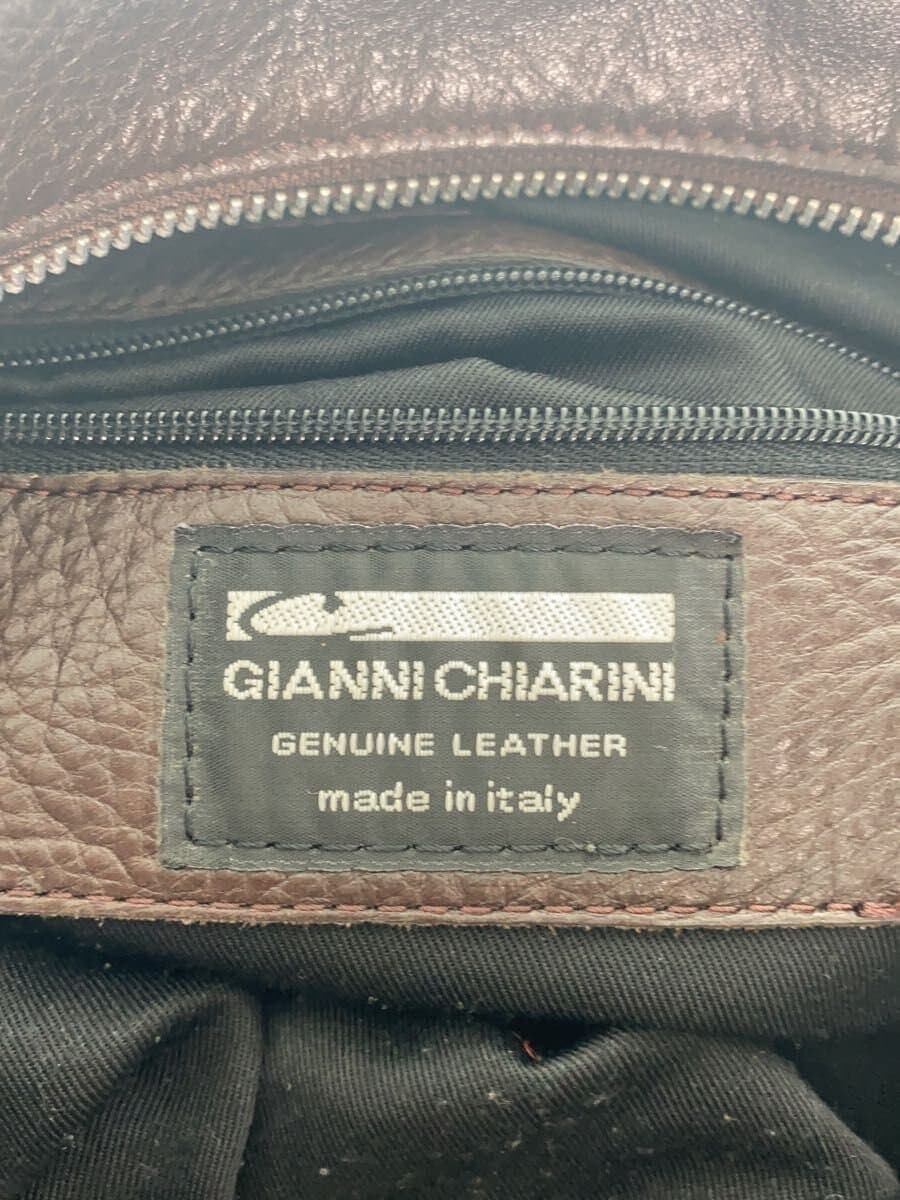 GIANNI CHIARINI
GENUINE LEATHER
made in italy